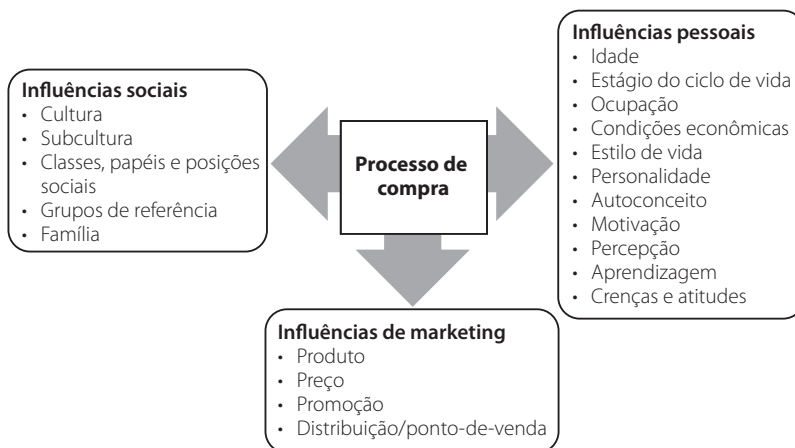 Influências sociais
• Cultura
• Subcultura
• Classes, papéis e posições
sociais
• Grupos de referência
• Família
Processo de
compra
Influências pessoais
• Idade
• Estágio do ciclo de vida
• Ocupação
• Condições econômicas
• Estilo de vida
• Personalidade
• Autoconceito
• Motivação
• Percepção
• Aprendizagem
• Crenças e atitudes
Influências de marketing
• Produto
• Preço
• Promoção
• Distribuição/ponto-de-venda